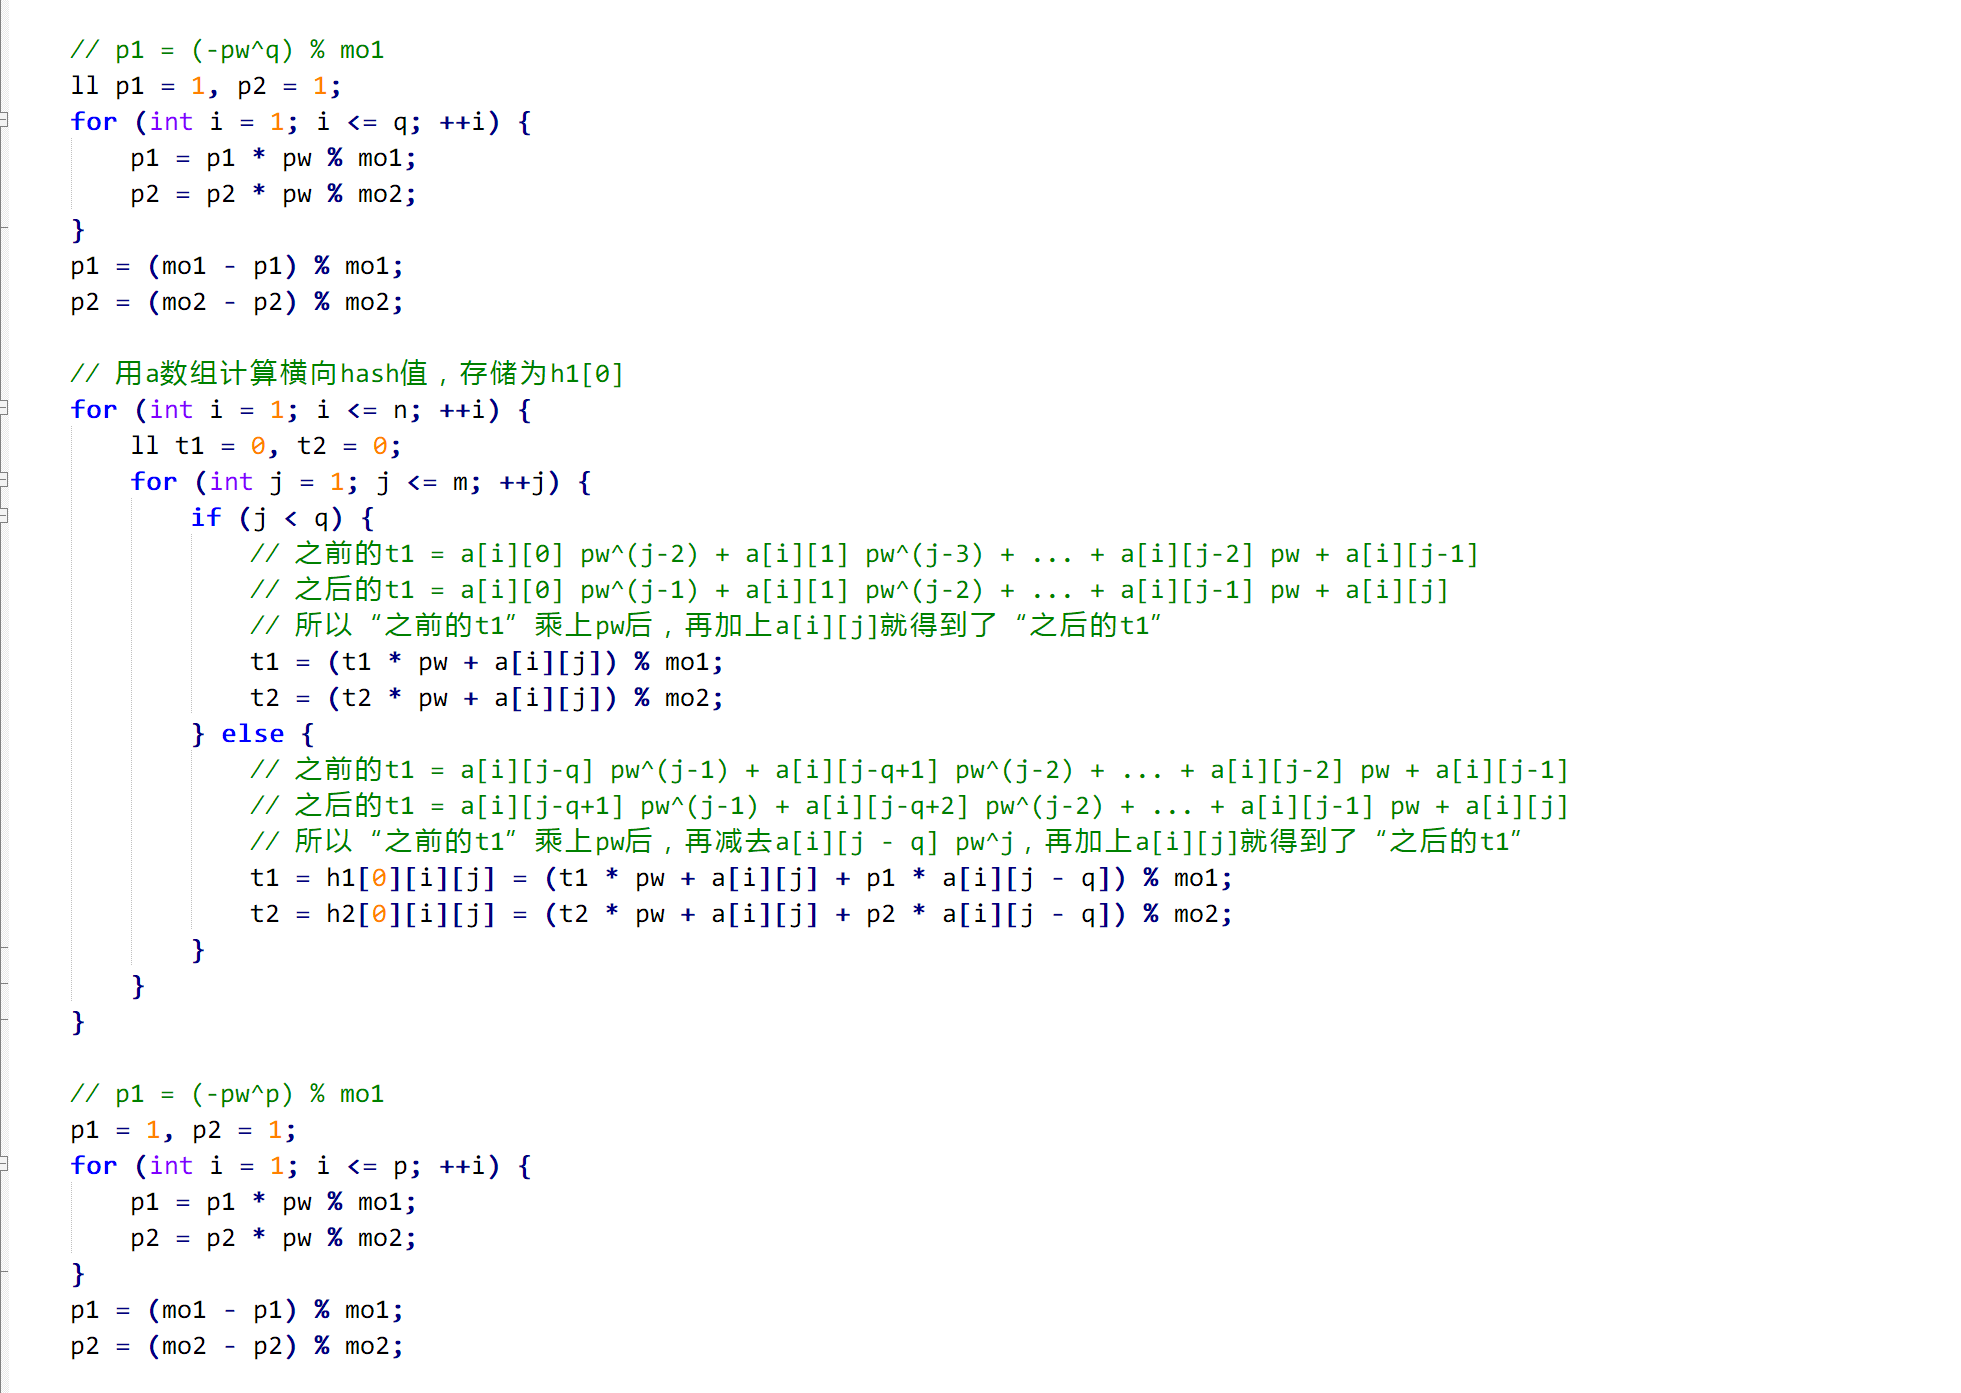 // p1 = (-pw^q) % mo1
ll p1 = 1, p2 = 1;
for (int i = 1; i <= q; ++i) {
    p1 = p1 * pw % mo1;
    p2 = p2 * pw % mo2;
}
p1 = (mo1 - p1) % mo1;
p2 = (mo2 - p2) % mo2;

// 用a数组计算横向hash值，存储为h1[0]
for (int i = 1; i <= n; ++i) {
    ll t1 = 0, t2 = 0;
    for (int j = 1; j <= m; ++j) {
        if (j < q) {
            // 之前的t1 = a[i][0] pw^(j-2) + a[i][1] pw^(j-3) + ... + a[i][j-2] pw + a[i][j-1]
            // 之后的t1 = a[i][0] pw^(j-1) + a[i][1] pw^(j-2) + ... + a[i][j-1] pw + a[i][j]
            // 所以“之前的t1”乘上pw后，再加上a[i][j]就得到了“之后的t1”
            t1 = (t1 * pw + a[i][j]) % mo1;
            t2 = (t2 * pw + a[i][j]) % mo2;
        } else {
            // 之前的t1 = a[i][j-q] pw^(j-1) + a[i][j-q+1] pw^(j-2) + ... + a[i][j-2] pw + a[i][j-1]
            // 之后的t1 = a[i][j-q+1] pw^(j-1) + a[i][j-q+2] pw^(j-2) + ... + a[i][j-1] pw + a[i][j]
            // 所以“之前的t1”乘上pw后，再减去a[i][j - q] pw^j，再加上a[i][j]就得到了“之后的t1”
            t1 = h1[0][i][j] = (t1 * pw + a[i][j] + p1 * a[i][j - q]) % mo1;
            t2 = h2[0][i][j] = (t2 * pw + a[i][j] + p2 * a[i][j - q]) % mo2;
        }
    }
}

// p1 = (-pw^p) % mo1
p1 = 1, p2 = 1;
for (int i = 1; i <= p; ++i) {
    p1 = p1 * pw % mo1;
    p2 = p2 * pw % mo2;
}
p1 = (mo1 - p1) % mo1;
p2 = (mo2 - p2) % mo2;